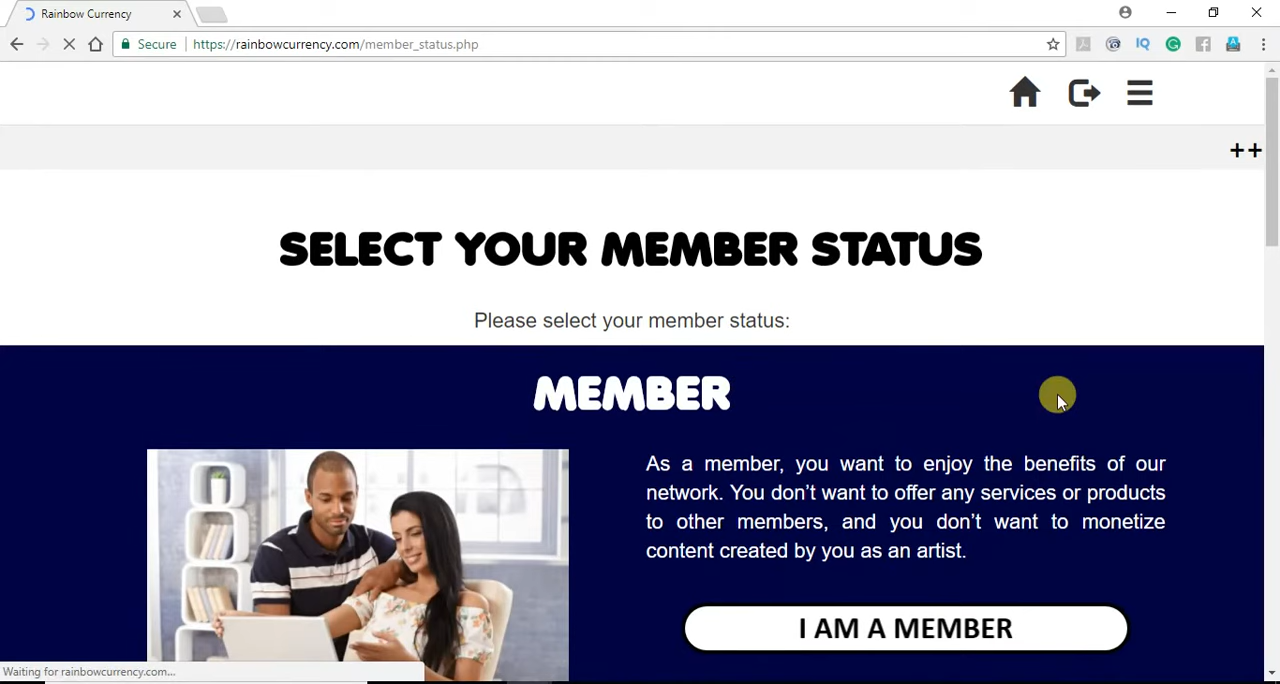 Rainbow Currency
Secure
https://rainbowcurrency.com/member_status.php
IQ
++
SELECT YOUR MEMBER STATUS
Please select your member status:
MEMBER
As a member, you want to enjoy the benefits of our
network. You don’t want to offer any services or products
to other members, and you don’t want to monetize
content created by you as an artist.
I AM A MEMBER
Waiting for rainbowcurrency.com...